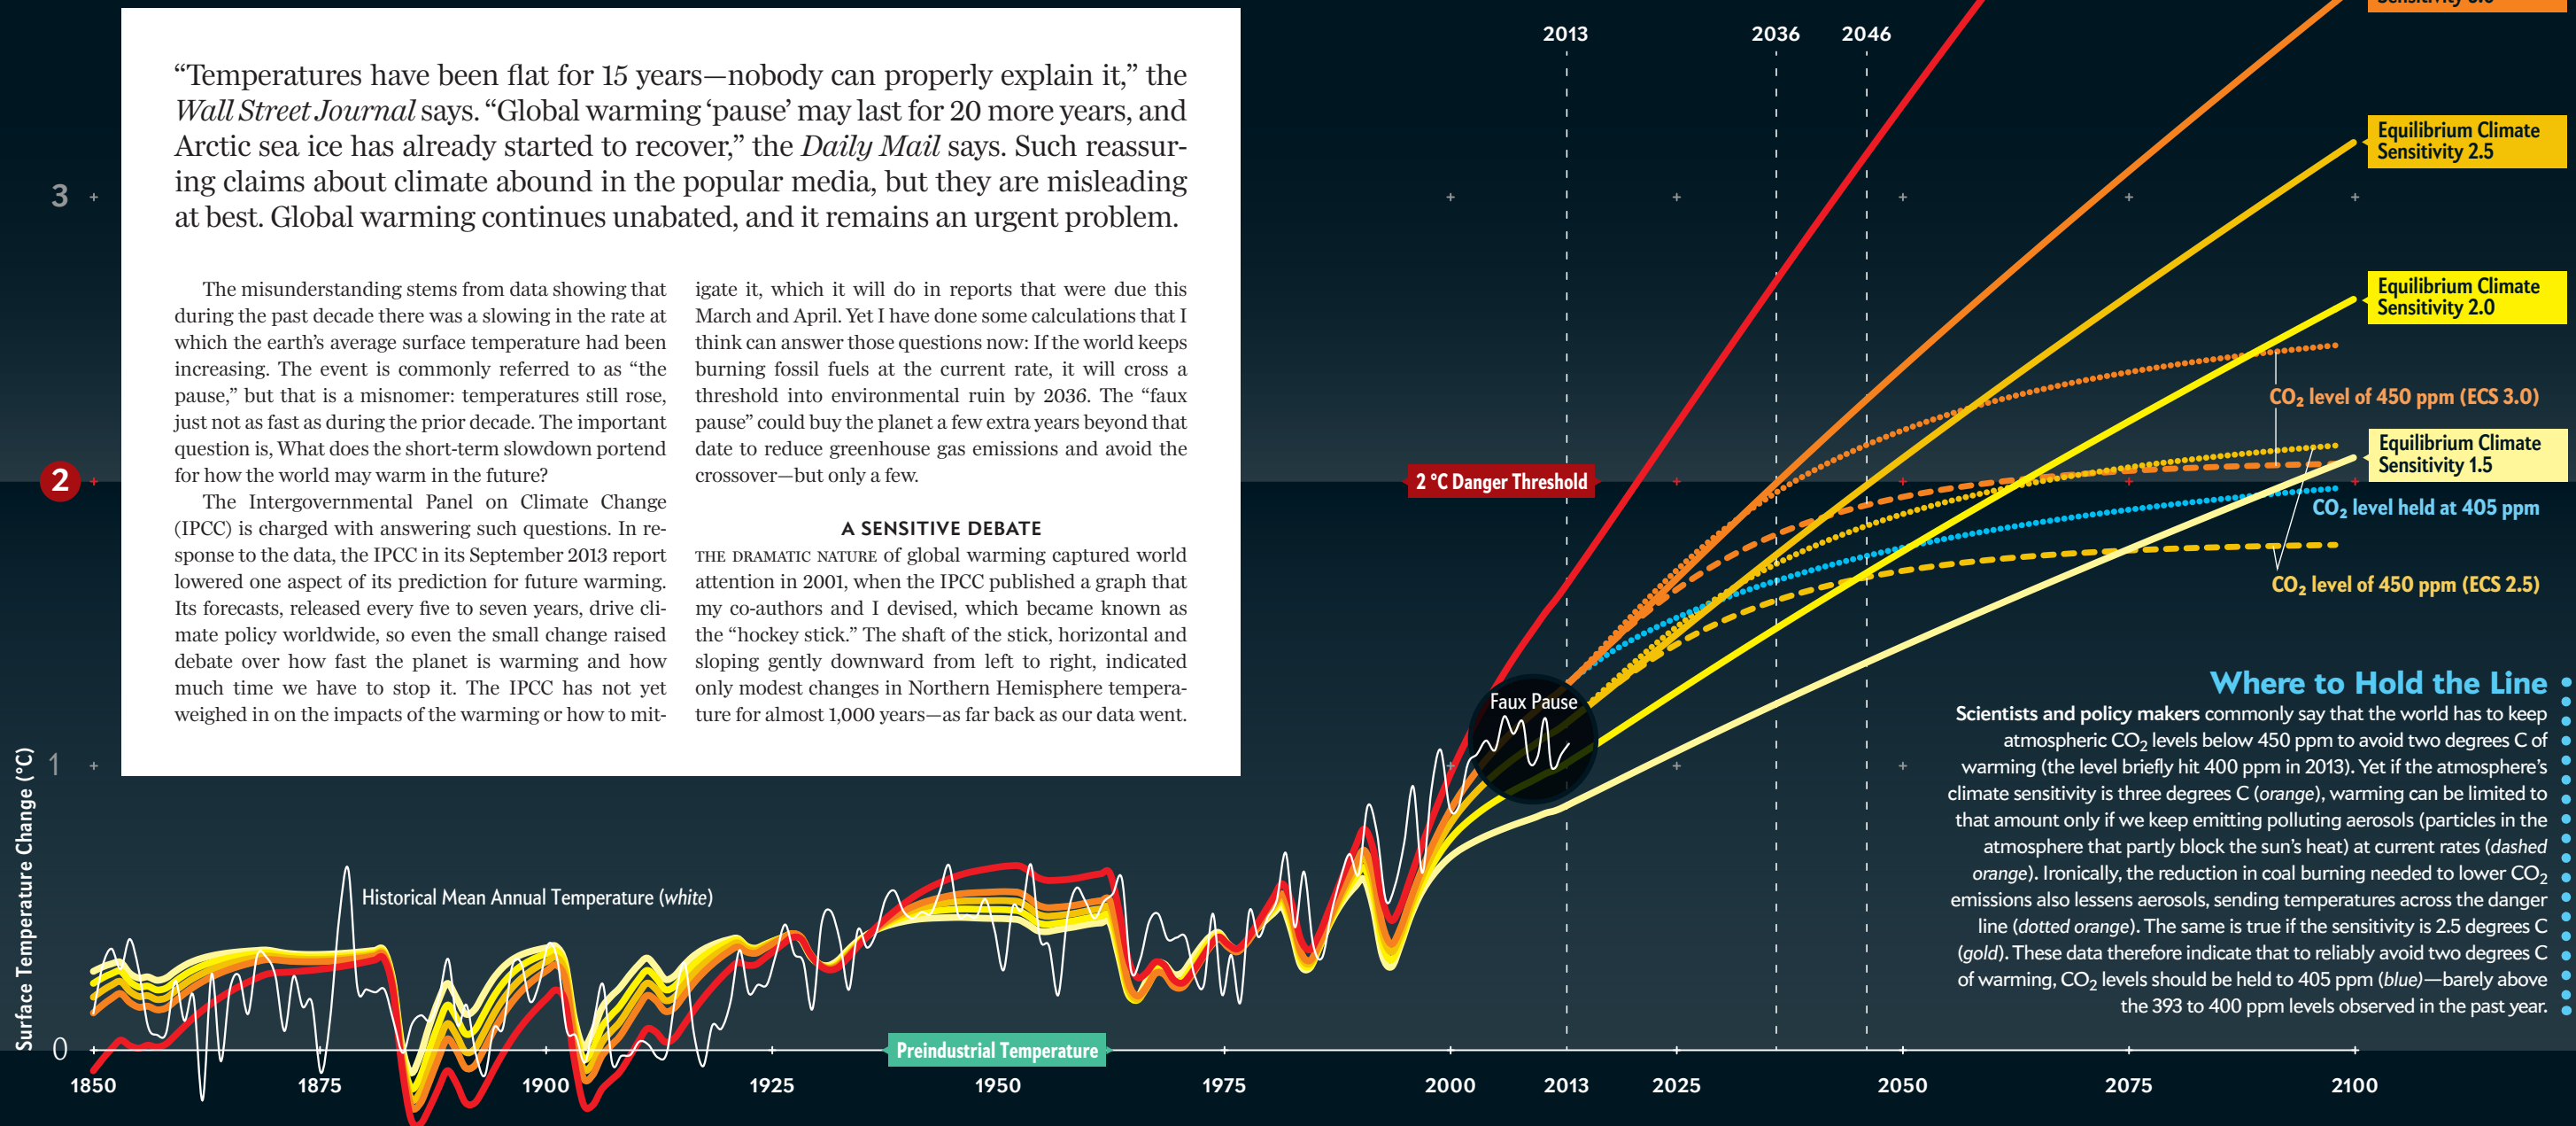 “Temperatures have been flat for 15 years—nobody can properly explain it,” the
Wall Street Journal says. “Global warming ‘pause’ may last for 20 more years, and
Arctic sea ice has already started to recover,” the Daily Mail says. Such reassur-
ing claims about climate abound in the popular media, but they are misleading
at best. Global warming continues unabated, and it remains an urgent problem.
The misunderstanding stems from data showing that
during the past decade there was a slowing in the rate at
which the earth’s average surface temperature had been
increasing. The event is commonly referred to as “the
pause,” but that is a misnomer: temperatures still rose,
just not as fast as during the prior decade. The important
question is, What does the short-term slowdown portend
for how the world may warm in the future?
The Intergovernmental Panel on Climate Change
(IPCC) is charged with answering such questions. In re-
sponse to the data, the IPCC in its September 2013 report
lowered one aspect of its prediction for future warming.
Its forecasts, released every five to seven years, drive cli-
mate policy worldwide, so even the small change raised
debate over how fast the planet is warming and how
much time we have to stop it. The IPCC has not yet
weighed in on the impacts of the warming or how to mit-
igate it, which it will do in reports that were due this
March and April. Yet I have done some calculations that I
think can answer those questions now: If the world keeps
burning fossil fuels at the current rate, it will cross a
threshold into environmental ruin by 2036. The “faux
pause” could buy the planet a few extra years beyond that
date to reduce greenhouse gas emissions and avoid the
crossover—but only a few.
A SENSITIVE DEBATE
THE DRAMATIC NATURE of global warming captured world
attention in 2001, when the IPCC published a graph that
my co-authors and I devised, which became known as
the “hockey stick.” The shaft of the stick, horizontal and
sloping gently downward from left to right, indicated
only modest changes in Northern Hemisphere tempera-
ture for almost 1,000 years—as far back as our data went.
2013
2036
2046
Sensitivity 3.0
Equilibrium Climate
Sensitivity 2.5
Equilibrium Climate
Sensitivity 2.0
CO₂ level of 450 ppm (ECS 3.0)
Equilibrium Climate
Sensitivity 1.5
CO₂ level held at 405 ppm
CO₂ level of 450 ppm (ECS 2.5)
2 °C Danger Threshold
Faux Pause
Where to Hold the Line
Scientists and policy makers commonly say that the world has to keep
atmospheric CO₂ levels below 450 ppm to avoid two degrees C of
warming (the level briefly hit 400 ppm in 2013). Yet if the atmosphere’s
climate sensitivity is three degrees C (orange), warming can be limited to
that amount only if we keep emitting polluting aerosols (particles in the
atmosphere that partly block the sun’s heat) at current rates (dashed
orange). Ironically, the reduction in coal burning needed to lower CO₂
emissions also lessens aerosols, sending temperatures across the danger
line (dotted orange). The same is true if the sensitivity is 2.5 degrees C
(gold). These data therefore indicate that to reliably avoid two degrees C
of warming, CO₂ levels should be held to 405 ppm (blue)—barely above
the 393 to 400 ppm levels observed in the past year.
3
2
1
0
Surface Temperature Change (°C)
Historical Mean Annual Temperature (white)
Preindustrial Temperature
1850
1875
1900
1925
1950
1975
2000
2013
2025
2050
2075
2100